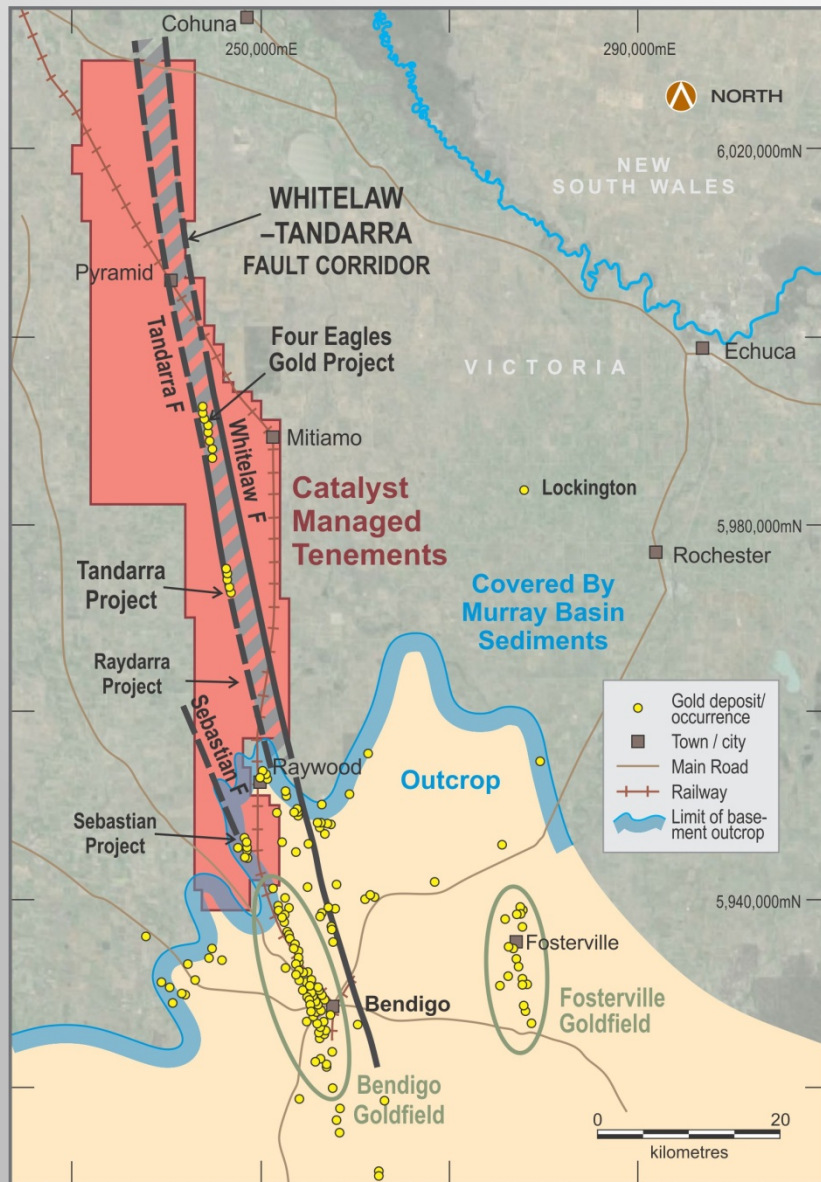 Cohuna
250,000mE
290,000mE
NORTH
6,020,000mN
NEW
SOUTH WALES
WHITELAW
–TANDARRA
FAULT CORRIDOR
Pyramid
Tandarra F
Four Eagles
Gold Project
Echuca
VICTORIA
Whitelaw F
Mitiamo
Catalyst
Managed
Tenements
Lockington
5,980,000mN
Rochester
Tandarra
Project
Covered By
Murray Basin
Sediments
Raydarra
Project
Sebastian F
Gold deposit/
occurrence
Town / city
Main Road
Railway
Limit of base-
ment outcrop
Raywood
Outcrop
Sebastian
Project
5,940,000mN
Fosterville
Bendigo
Fosterville
Goldfield
Bendigo
Goldfield
0
20
kilometres